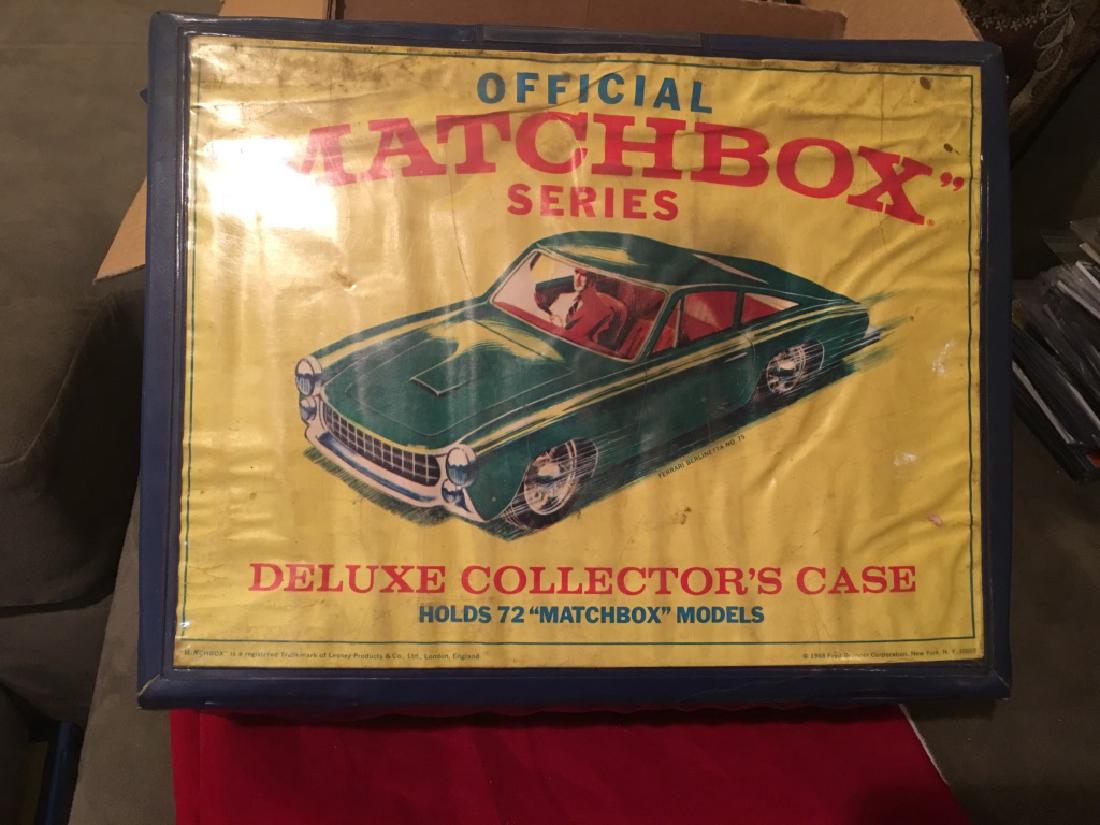 OFFICIAL
MATCHBOX”
SERIES
FERRARI BERLINETTA NO. 75
DELUXE COLLECTOR'S CASE
HOLDS 72 “MATCHBOX” MODELS
is a registered Trademark of Lesney Products & Co., Ltd., London, England
© Corporation, New York, N. Y.